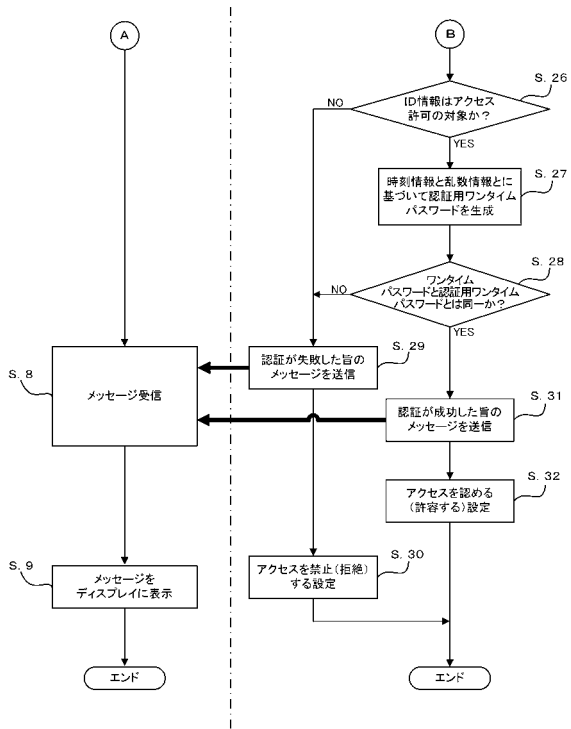 A
B
S. 26
ID情報はアクセス
許可の対象か？
NO
YES
S. 27
時刻情報と乱数情報とに
基づいて認証用ワンタイム
パスワードを生成
S. 28
ワンタイム
パスワードと認証用ワンタイム
パスワードとは同一か？
NO
YES
S. 29
認証が失敗した旨の
メッセージを送信
S. 8
メッセージ受信
S. 31
認証が成功した旨の
メッセージを送信
S. 32
アクセスを認める
（許容する）設定
S. 30
アクセスを禁止（拒絶）
する設定
S. 9
メッセージを
ディスプレイに表示
エンド
エンド